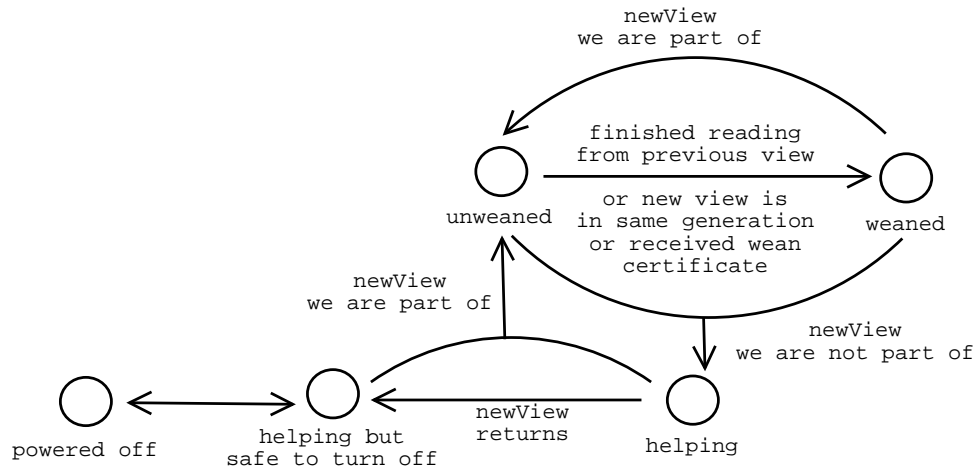 newView
we are part of
finished reading
from previous view
unweaned
or new view is
in same generation
or received wean
certificate
weaned
newView
we are part of
newView
we are not part of
powered off
helping but
safe to turn off
newView
returns
helping